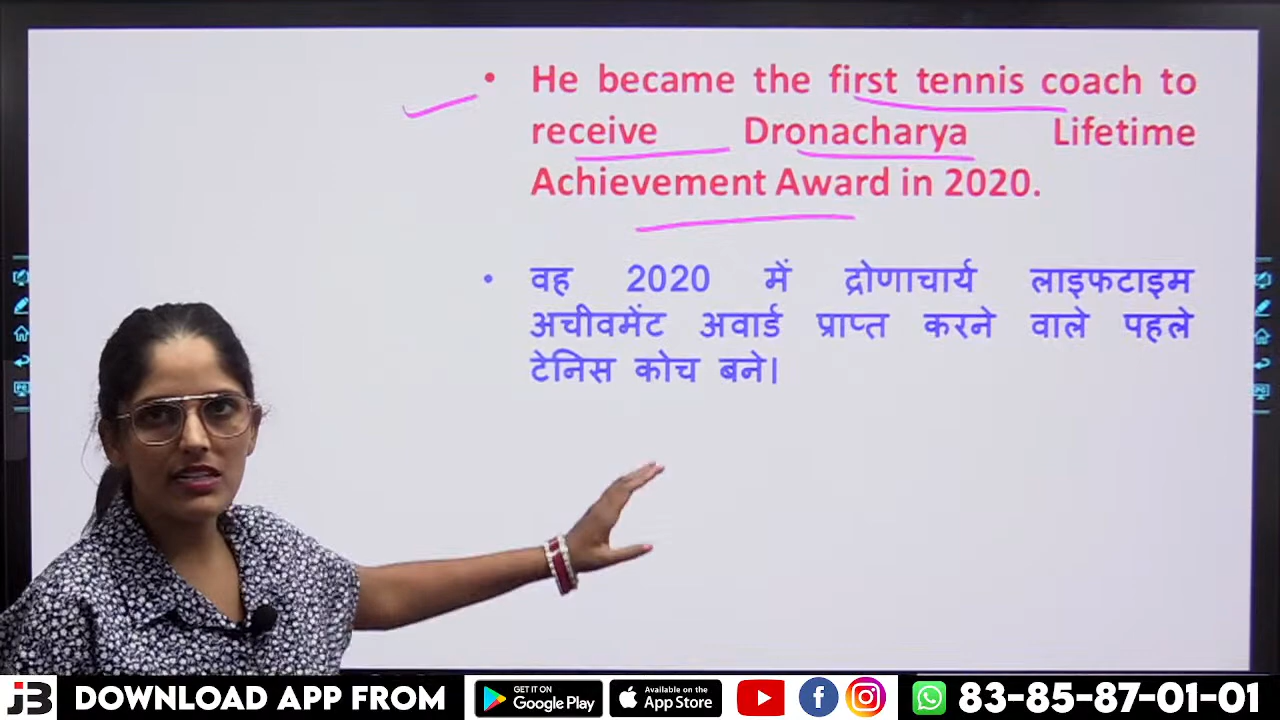 • He became the first tennis coach to
receive Dronacharya Lifetime
Achievement Award in 2020.
• वह 2020 में द्रोणाचार्य लाइफटाइम
अचीवमेंट अवार्ड प्राप्त करने वाले पहले
टेनिस कोच बने।
JB DOWNLOAD APP FROM GET IT ON Google Play Available on the App Store 83-85-87-01-01